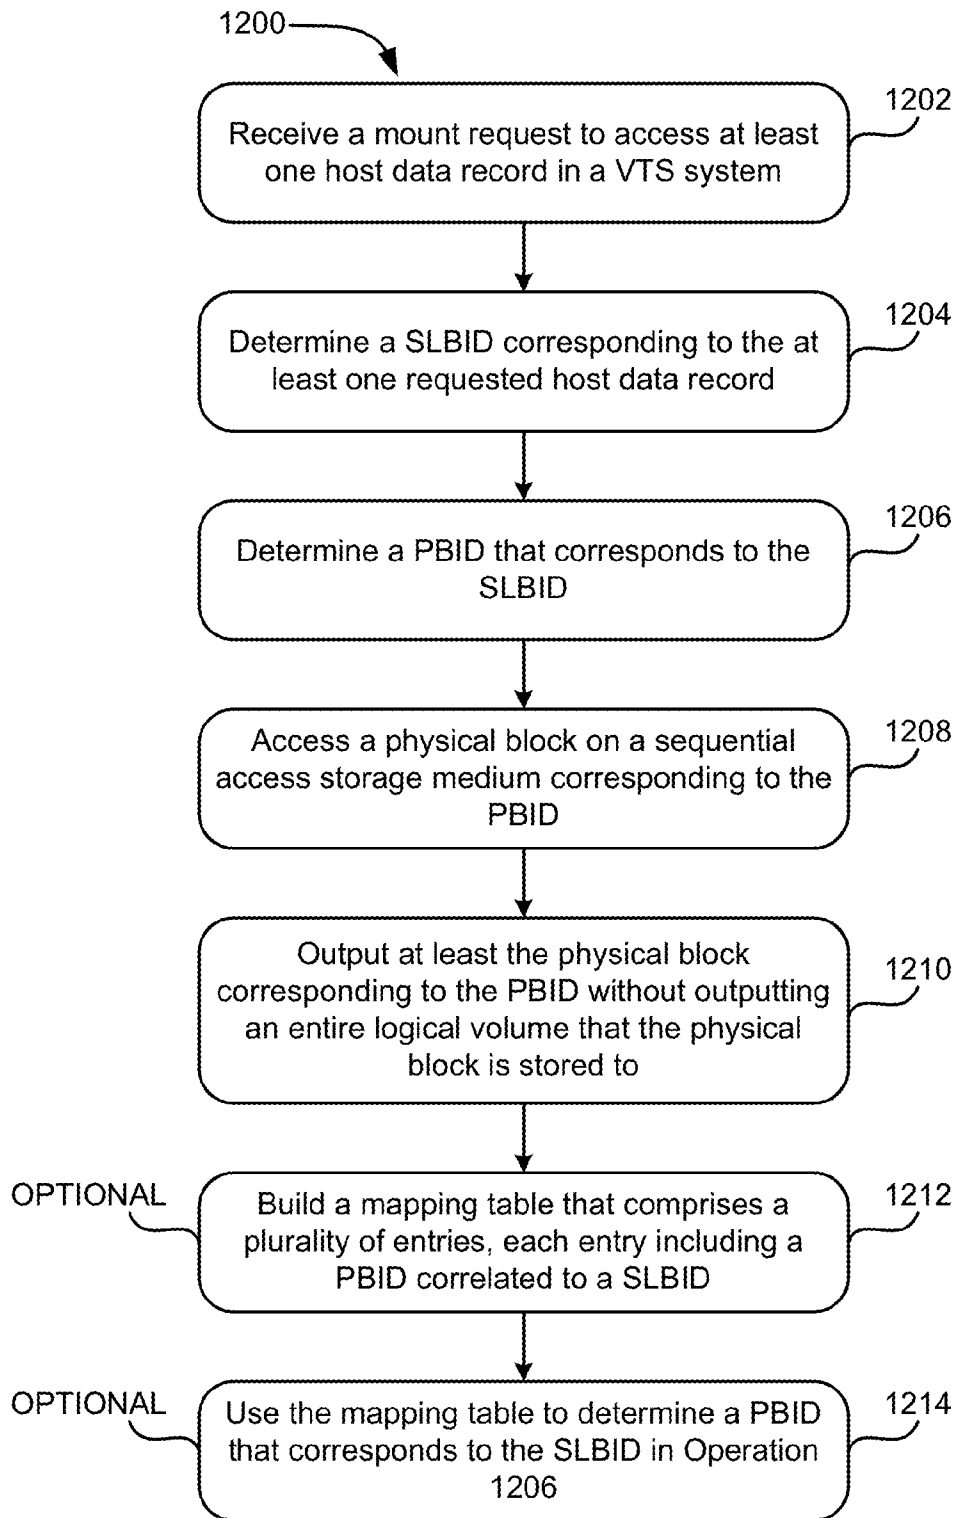 1200
1202
Receive a mount request to access at least
one host data record in a VTS system
1204
Determine a SLBID corresponding to the at
least one requested host data record
1206
Determine a PBID that corresponds to the
SLBID
1208
Access a physical block on a sequential
access storage medium corresponding to the
PBID
1210
Output at least the physical block
corresponding to the PBID without outputting
an entire logical volume that the physical
block is stored to
OPTIONAL
1212
Build a mapping table that comprises a
plurality of entries, each entry including a
PBID correlated to a SLBID
OPTIONAL
1214
Use the mapping table to determine a PBID
that corresponds to the SLBID in Operation
1206